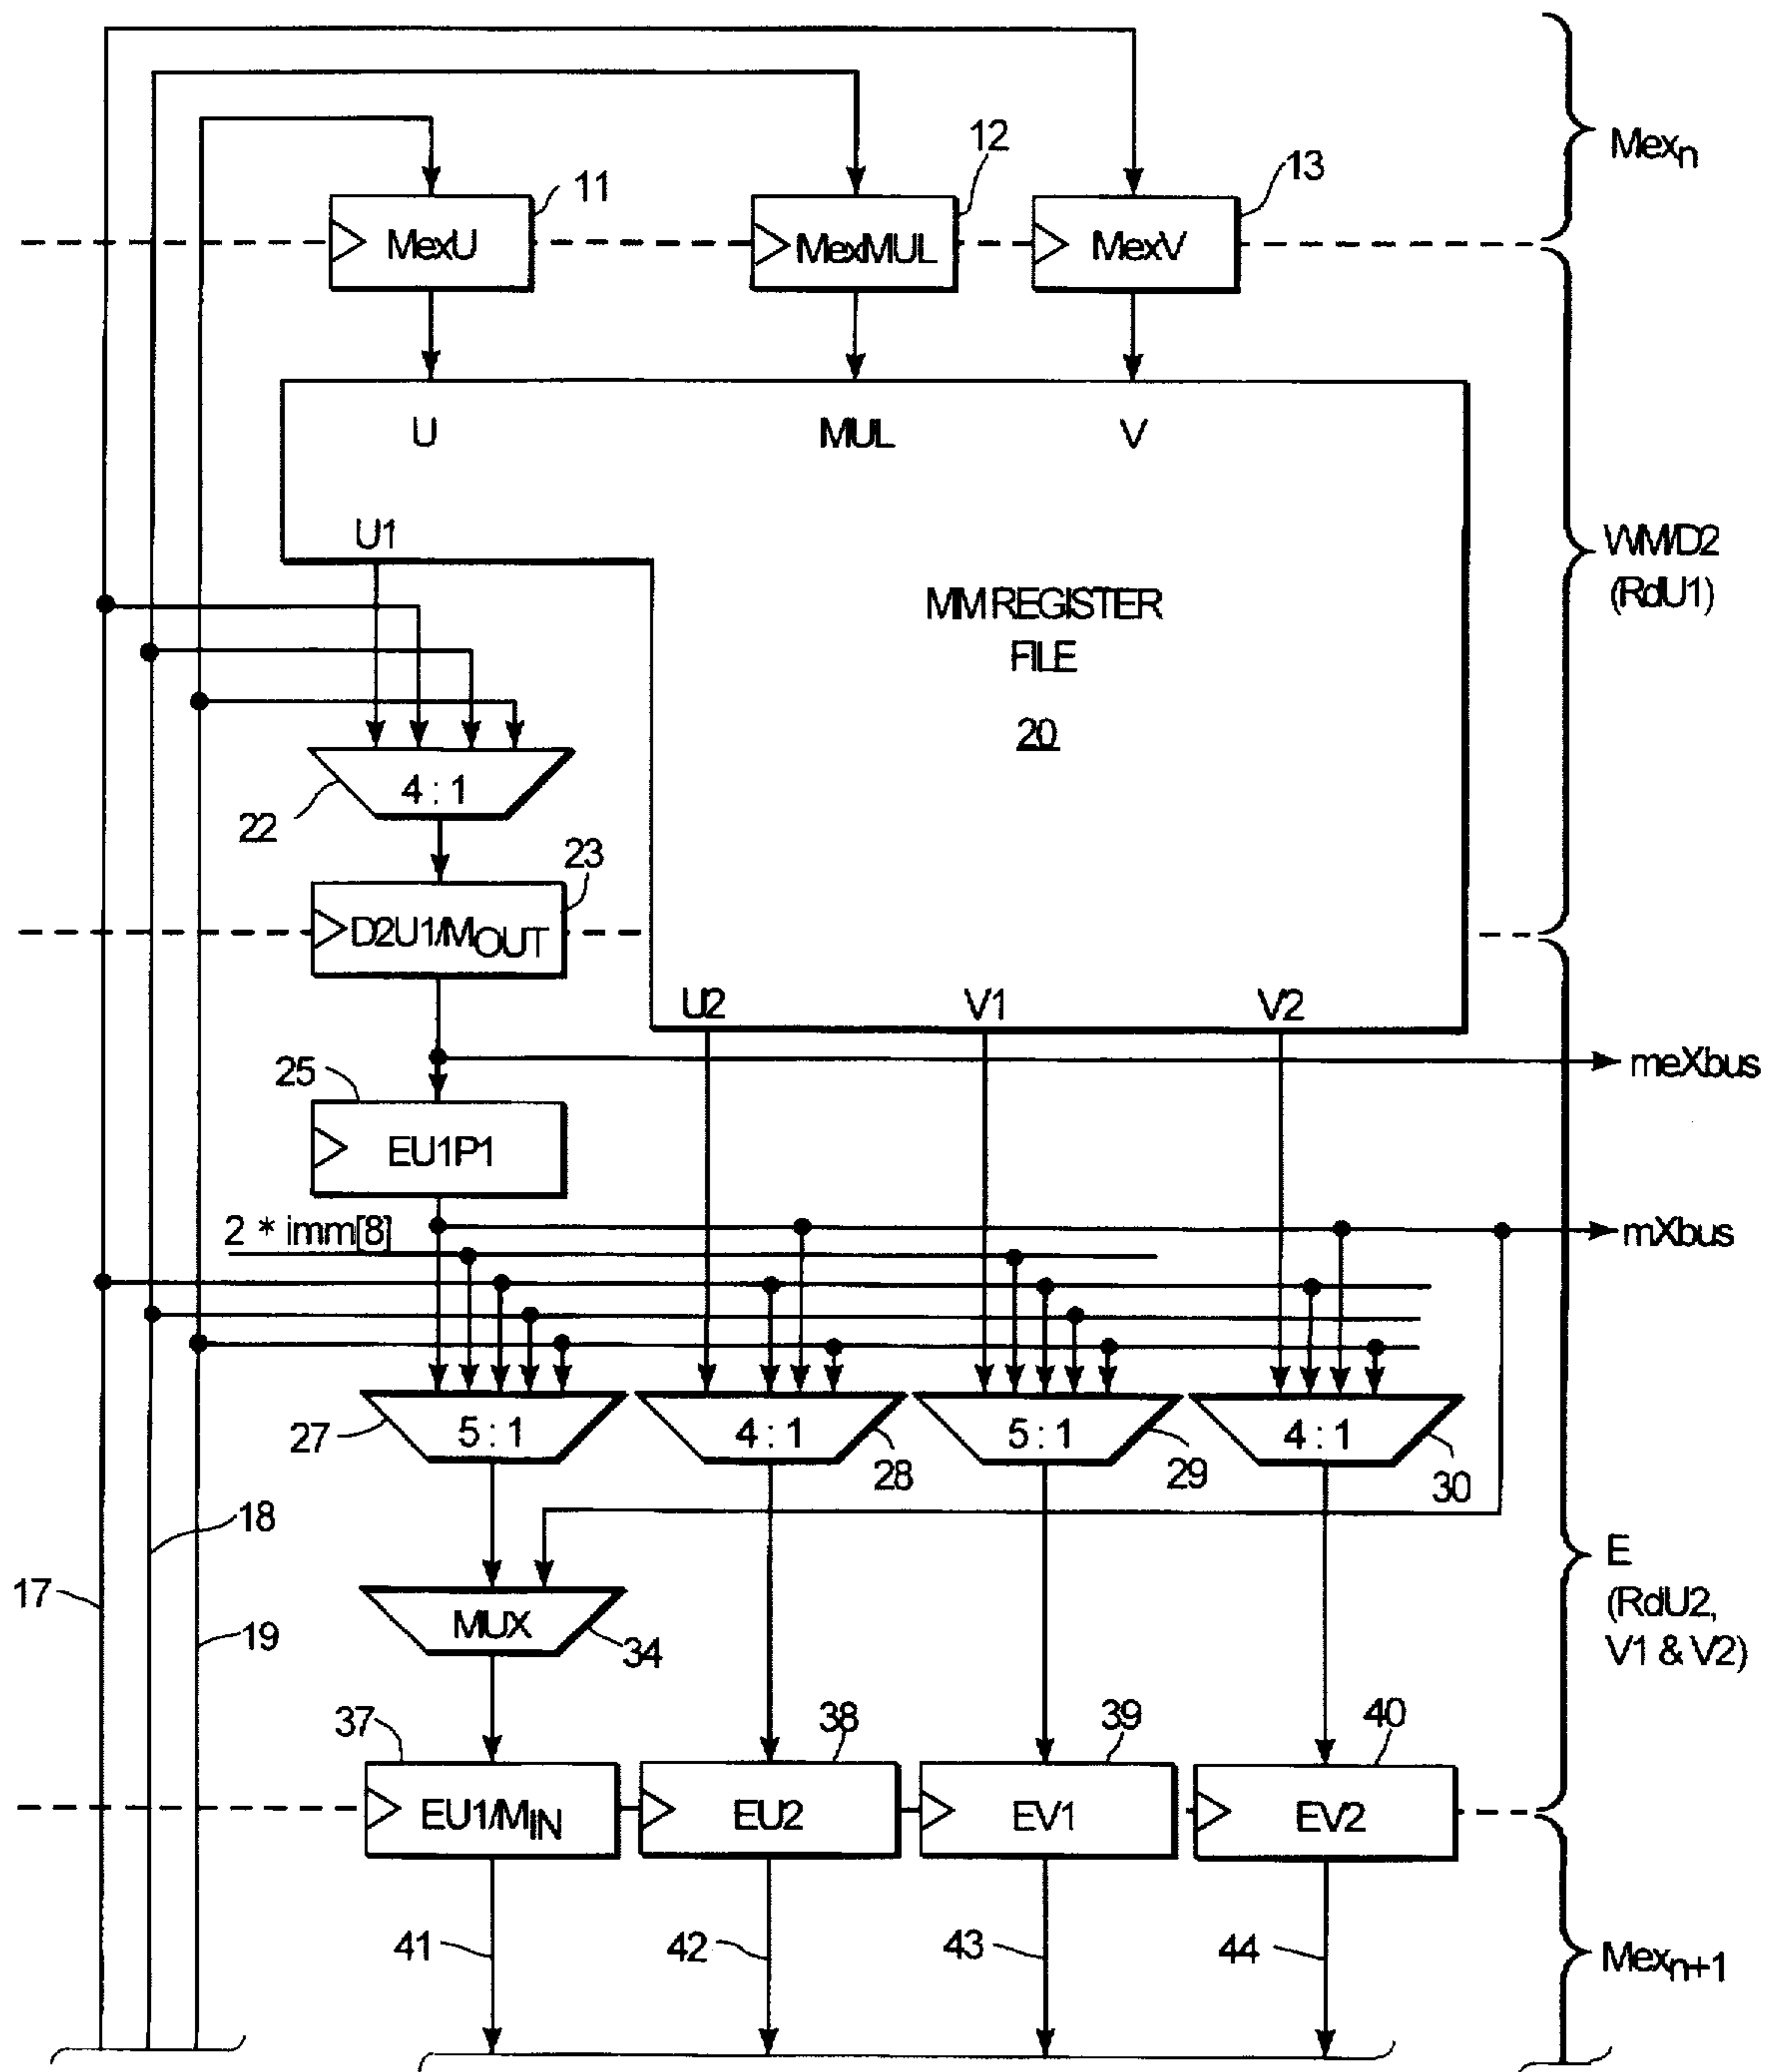 Mexn
11
12
13
MexU
MexMUL
MexV
U
MUL
V
U1
WM/D2
(RdU1)
MM REGISTER
FILE
20
4 : 1
22
23
D2U1/MOUT
U2
V1
V2
meXbus
25
EU1P1
2 * imm[8]
mXbus
27
5 : 1
4 : 1
28
5 : 1
29
4 : 1
30
18
17
19
E
(RdU2,
V1 & V2)
MUX
34
37
38
39
40
EU1/MIN
EU2
EV1
EV2
41
42
43
44
Mexn+1